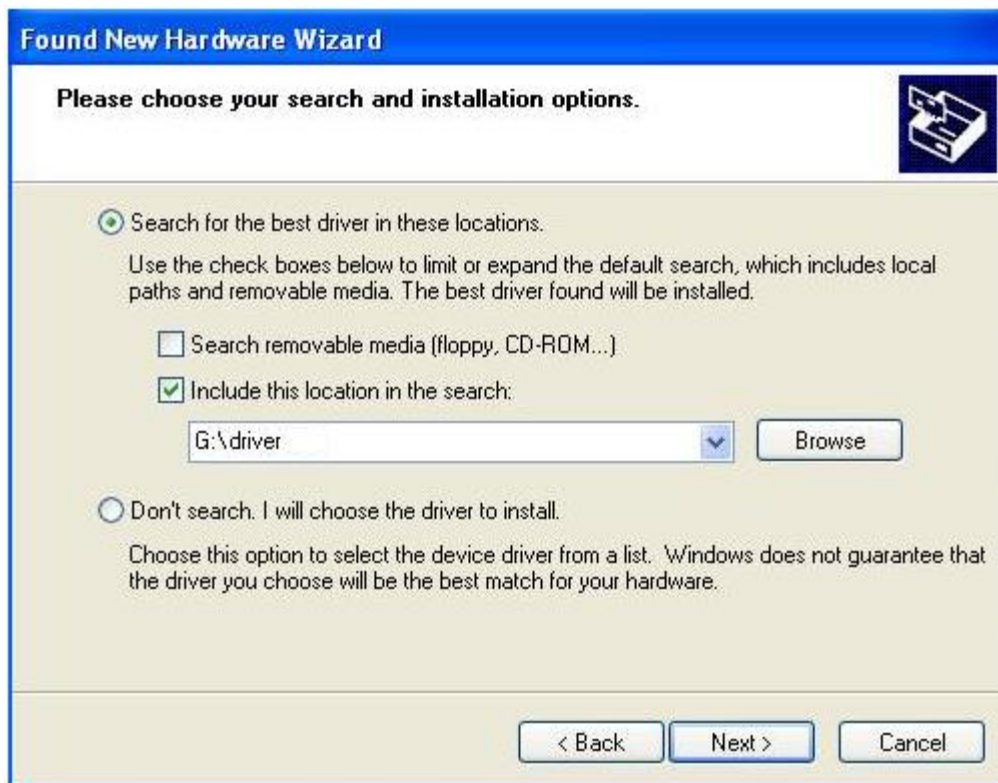 Found New Hardware Wizard
Please choose your search and installation options.
Search for the best driver in these locations.
Use the check boxes below to limit or expand the default search, which includes local
paths and removable media. The best driver found will be installed.
Search removable media (floppy, CD-ROM...)
Include this location in the search:
G:\driver
Browse
Don't search. I will choose the driver to install.
Choose this option to select the device driver from a list. Windows does not guarantee that
the driver you choose will be the best match for your hardware.
< Back
Next >
Cancel